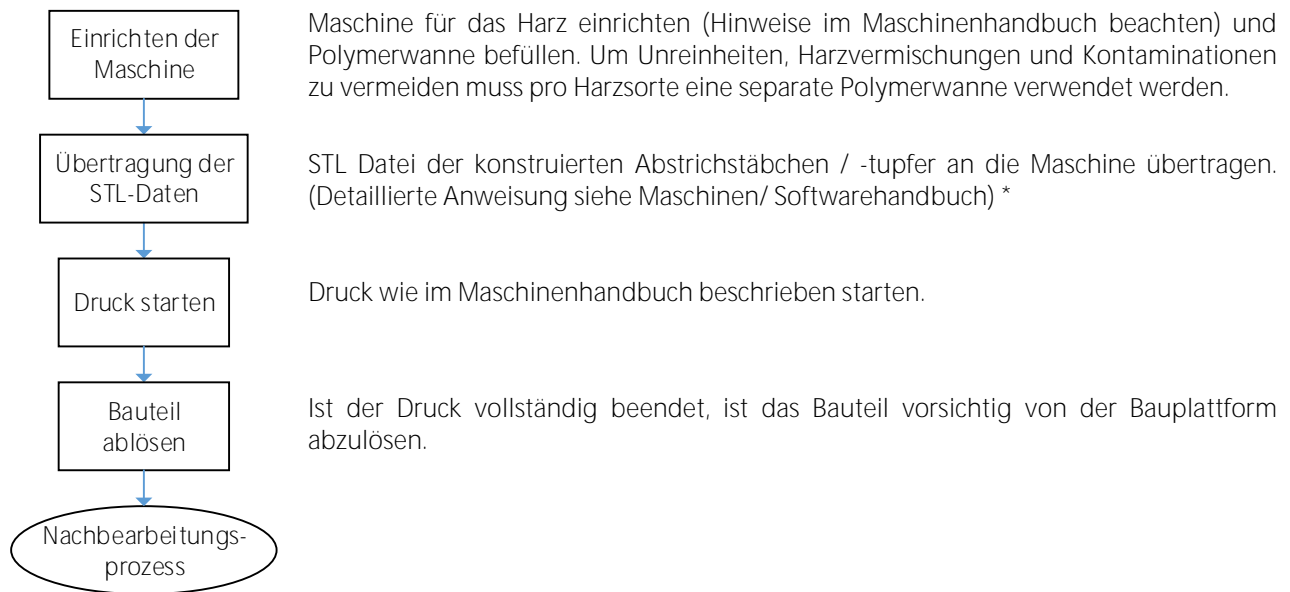 Einrichten der
Maschine
Maschine für das Harz einrichten (Hinweise im Maschinenhandbuch beachten) und
Polymerwanne befüllen. Um Unreinheiten, Harzvermischungen und Kontaminationen
zu vermeiden muss pro Harzsorte eine separate Polymerwanne verwendet werden.
Übertragung der
STL-Daten
STL Datei der konstruierten Abstrichstäbchen / -tupfer an die Maschine übertragen.
(Detaillierte Anweisung siehe Maschinen/ Softwarehandbuch) *
Druck starten
Druck wie im Maschinenhandbuch beschrieben starten.
Bauteil
ablösen
Ist der Druck vollständig beendet, ist das Bauteil vorsichtig von der Bauplattform
abzulösen.
Nachbearbeitungs-
prozess